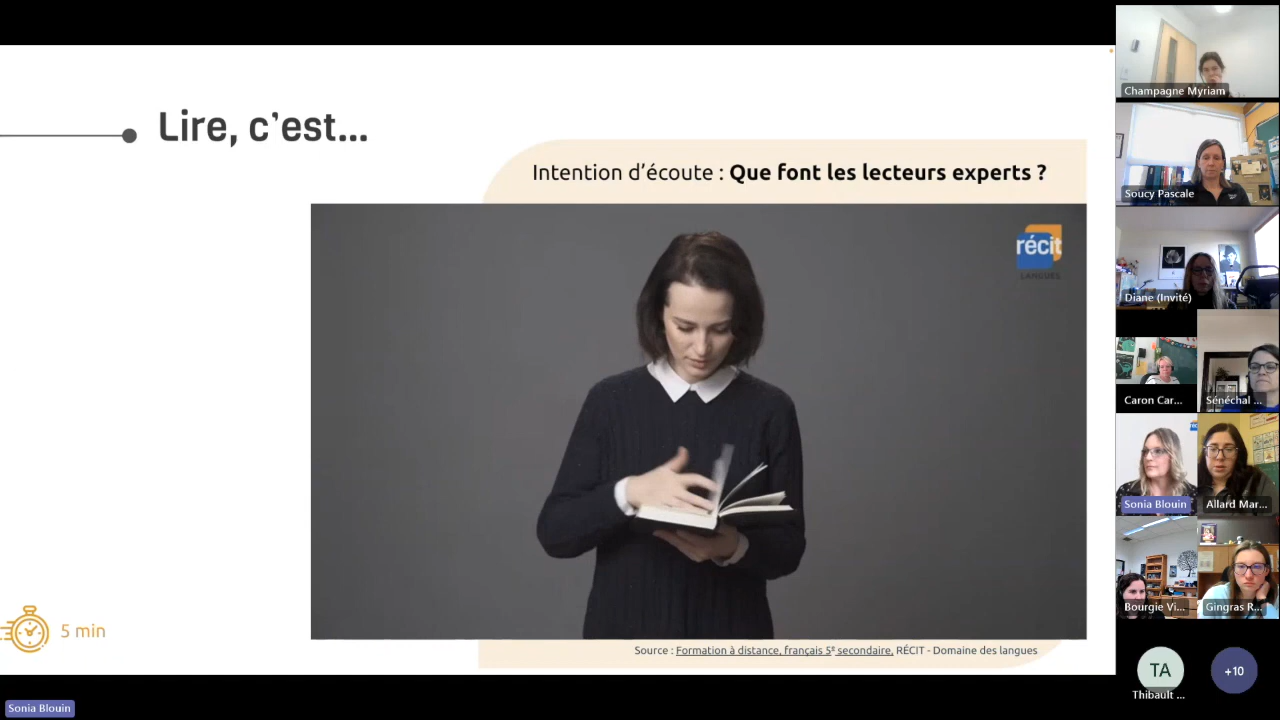 Lire, c'est...
Intention d'écoute : Que font les lecteurs experts ?
récit
LANGUES
5 min
Source : Formation à distance, français 5e secondaire, RÉCIT - Domaine des langues
Sonia Blouin
Champagne Myriam
Soucy Pascale
Diane (Invité)
Caron Car...
Sénéchal ...
Sonia Blouin
Allard Mar...
Bourgie Vi...
Gingras R...
TA
Thibault ...
+10